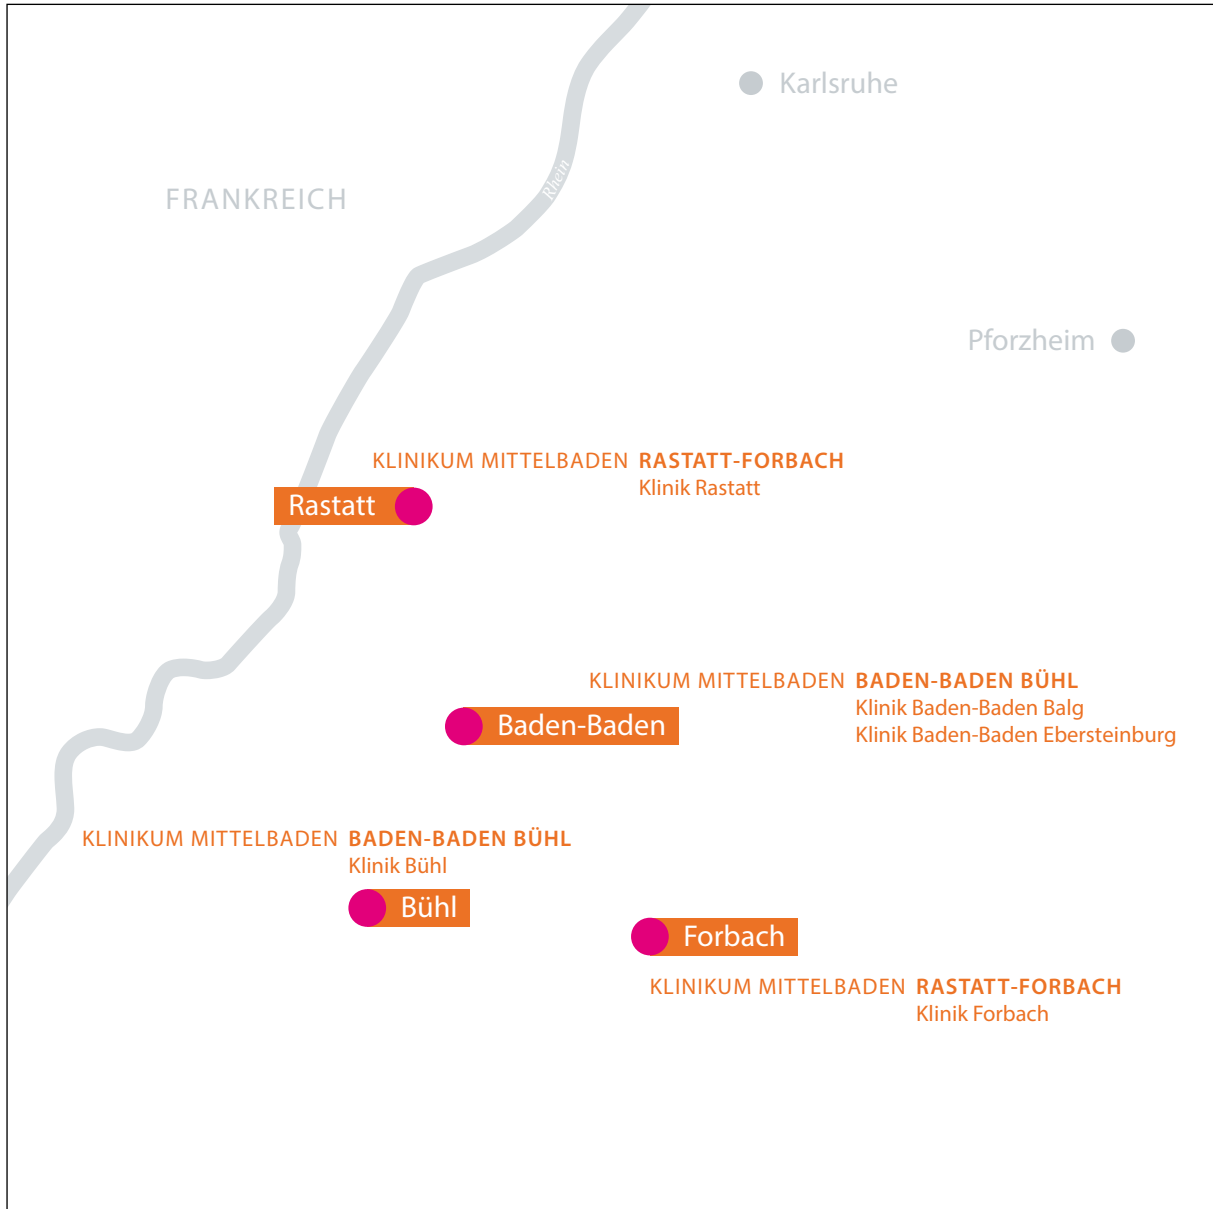 Karlsruhe
Rhein
FRANKREICH
Pforzheim
KLINIKUM MITTELBADEN RASTATT-FORBACH
Klinik Rastatt
Rastatt
KLINIKUM MITTELBADEN BADEN-BADEN BÜHL
Klinik Baden-Baden Balg
Baden-Baden
Klinik Baden-Baden Ebersteinburg
KLINIKUM MITTELBADEN BADEN-BADEN BÜHL
Klinik Bühl
Bühl
Forbach
KLINIKUM MITTELBADEN RASTATT-FORBACH
Klinik Forbach